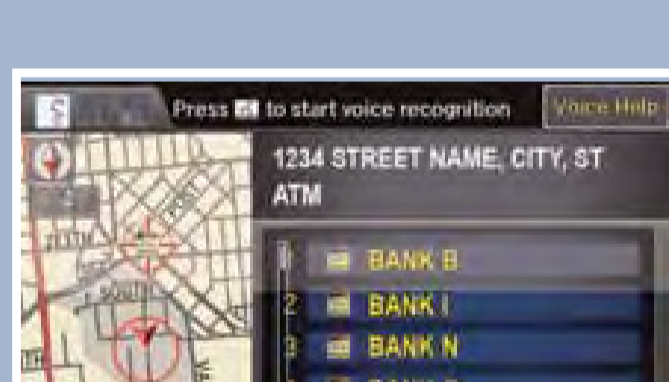 Press to start voice recognition
Voice Help
1234 STREET NAME, CITY, ST
ATM
1 BANK B
2 BANK I
3 BANK N
SOUTH